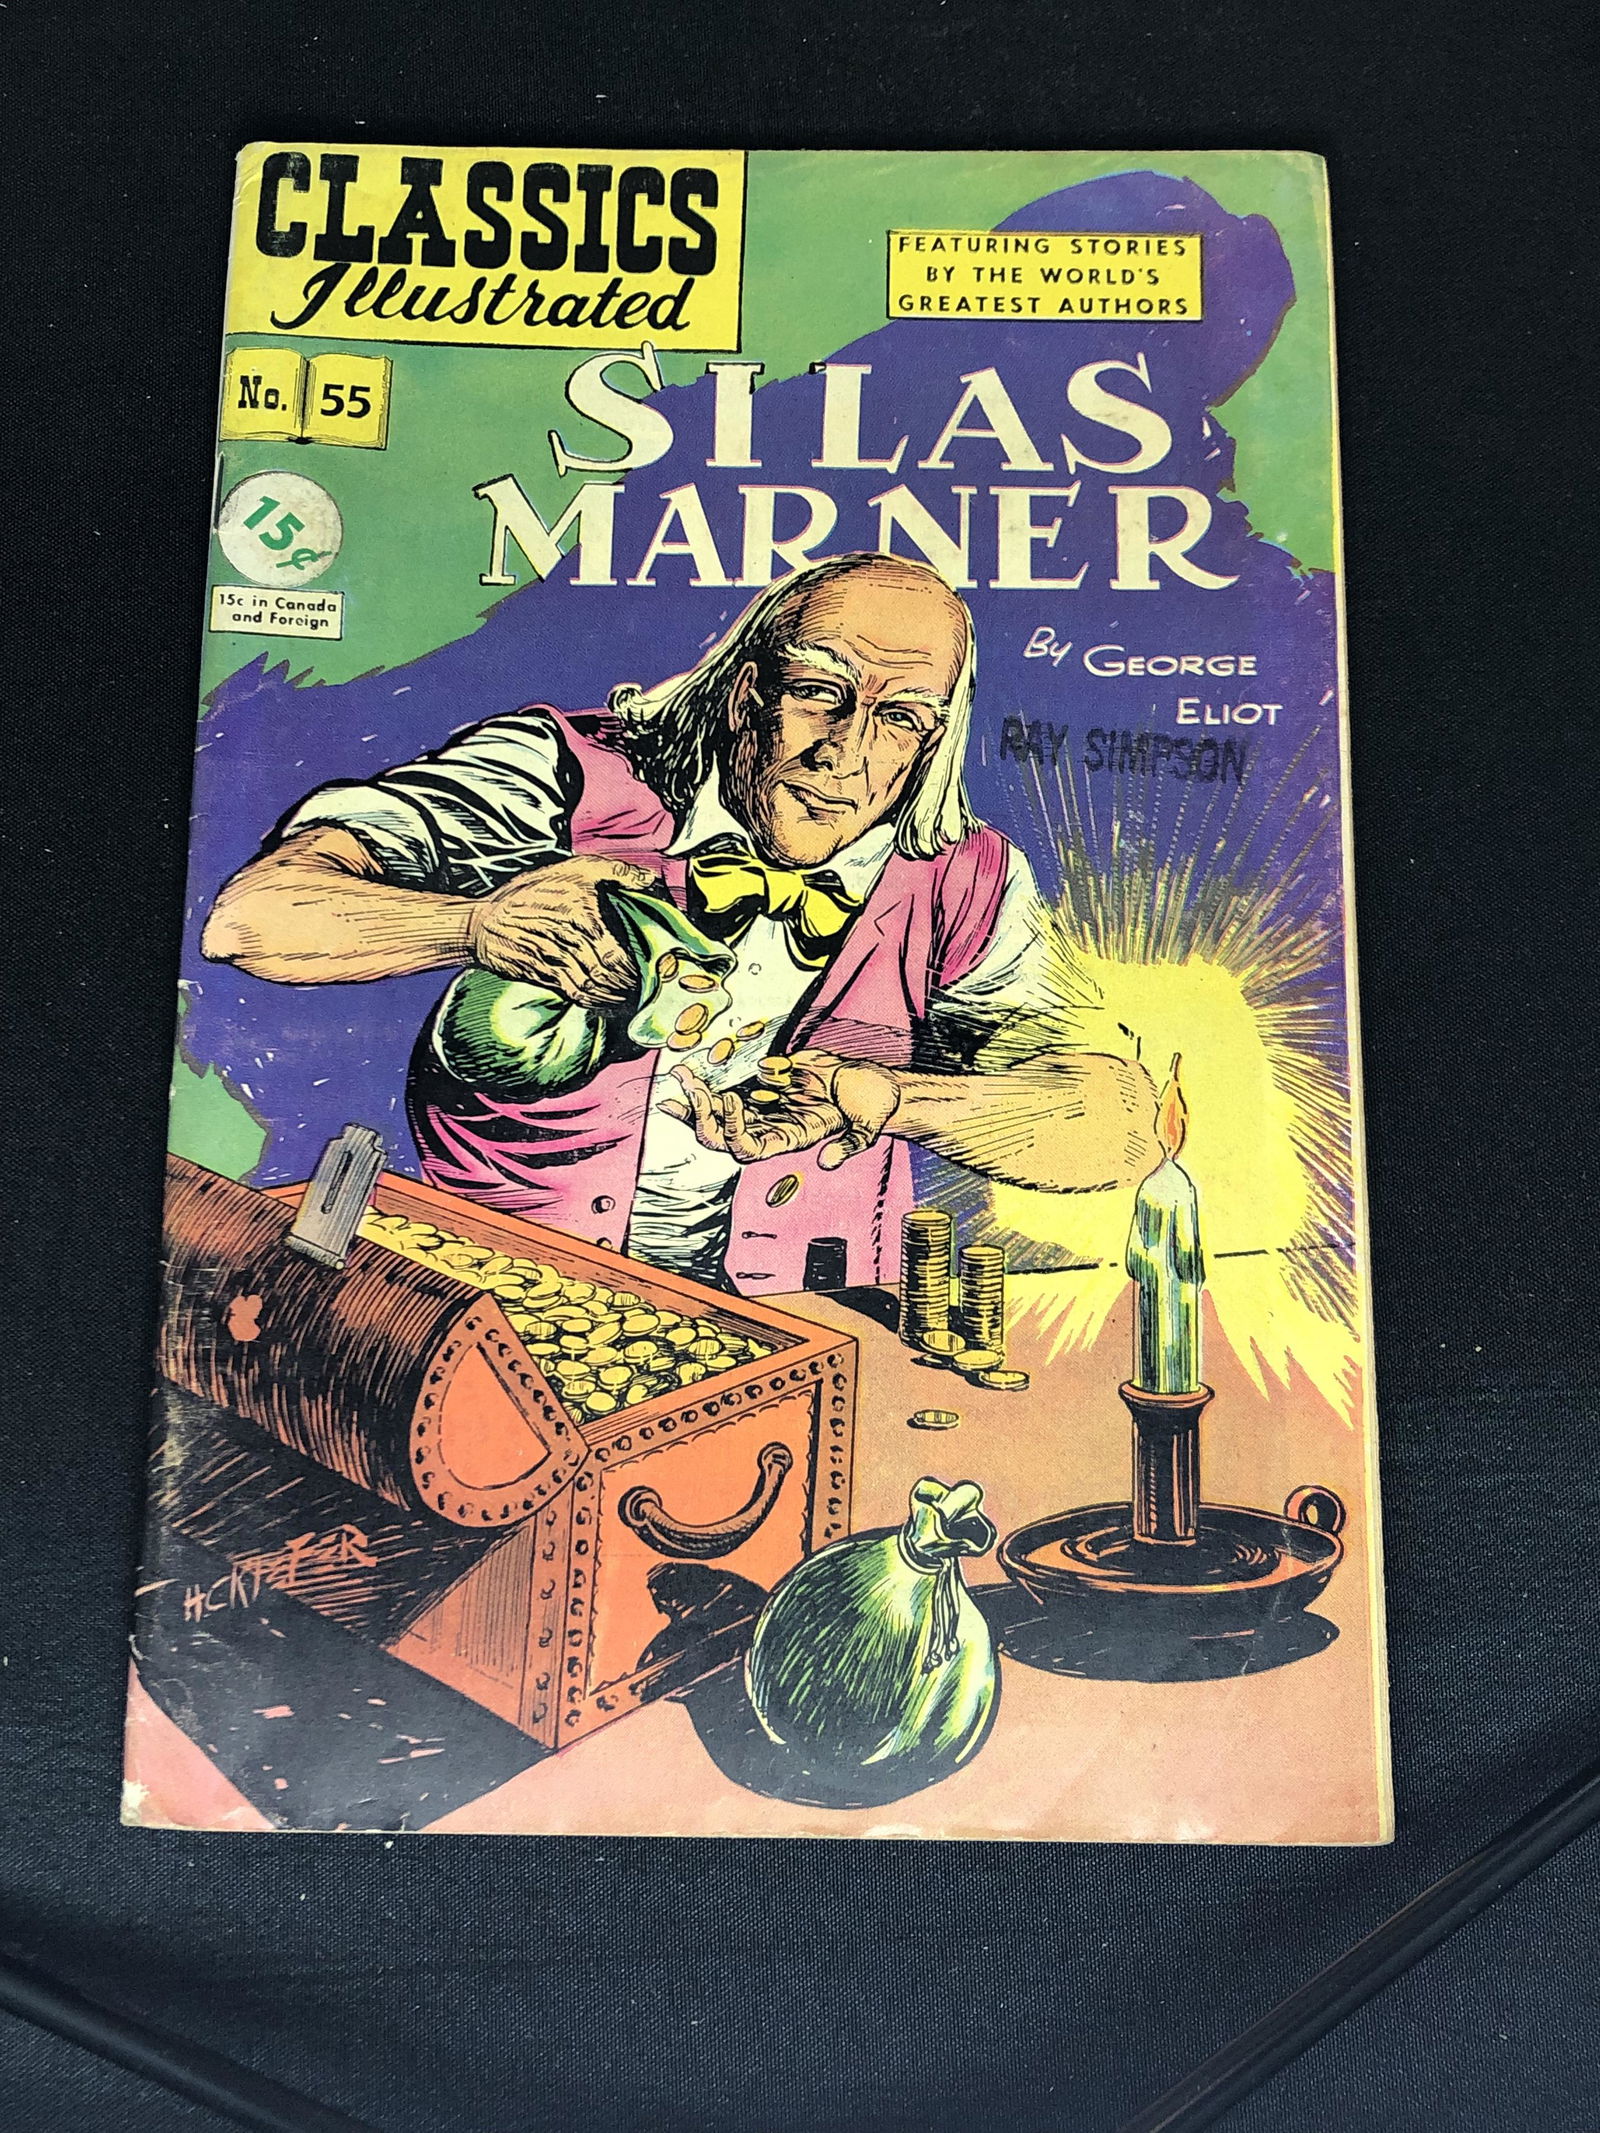 CLASSICS
Illustrated
FEATURING STORIES
BY THE WORLD'S
GREATEST AUTHORS
No. 55
SILAS
MARNER
15¢
15c in Canada
and Foreign
By GEORGE
ELIOT
RAY SIMPSON
HCKIEFER